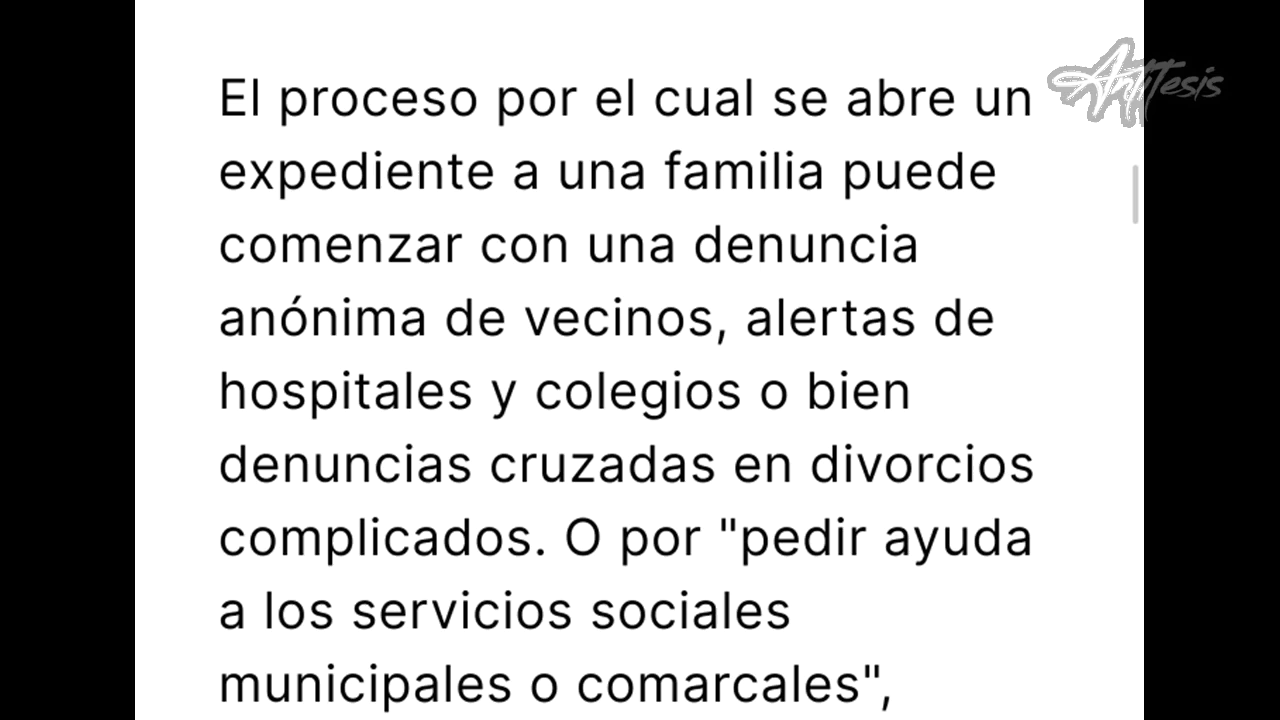 El proceso por el cual se abre un
expediente a una familia puede
comenzar con una denuncia
anónima de vecinos, alertas de
hospitales y colegios o bien
denuncias cruzadas en divorcios
complicados. O por "pedir ayuda
a los servicios sociales
municipales o comarcales",
AntíTesis